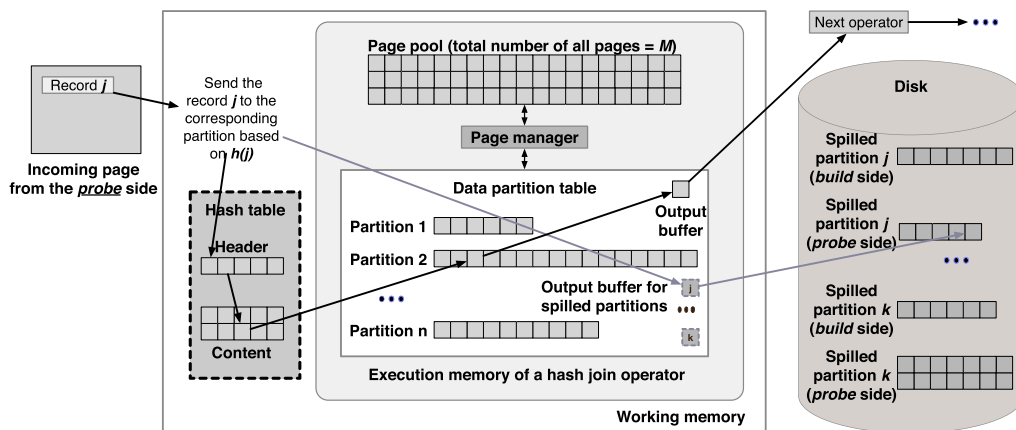 Next operator
Page pool (total number of all pages = M)
Record j
Send the
record j to the
corresponding
partition based
on h(j)
Incoming page
from the probe side
Page manager
Disk
Spilled
partition j
(build side)
Data partition table
Output
buffer
Hash table
Header
Content
Partition 1
Partition 2
Output buffer for
spilled partitions
j
k
Partition n
Spilled
partition j
(probe side)
Spilled
partition k
(build side)
Spilled
partition k
(probe side)
Execution memory of a hash join operator
Working memory